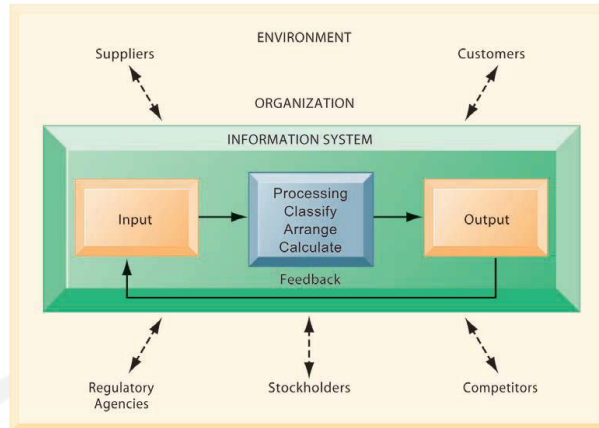 ENVIRONMENT
Suppliers
Customers
ORGANIZATION
INFORMATION SYSTEM
Input
Processing
Classify
Arrange
Calculate
Output
Feedback
Regulatory
Agencies
Stockholders
Competitors